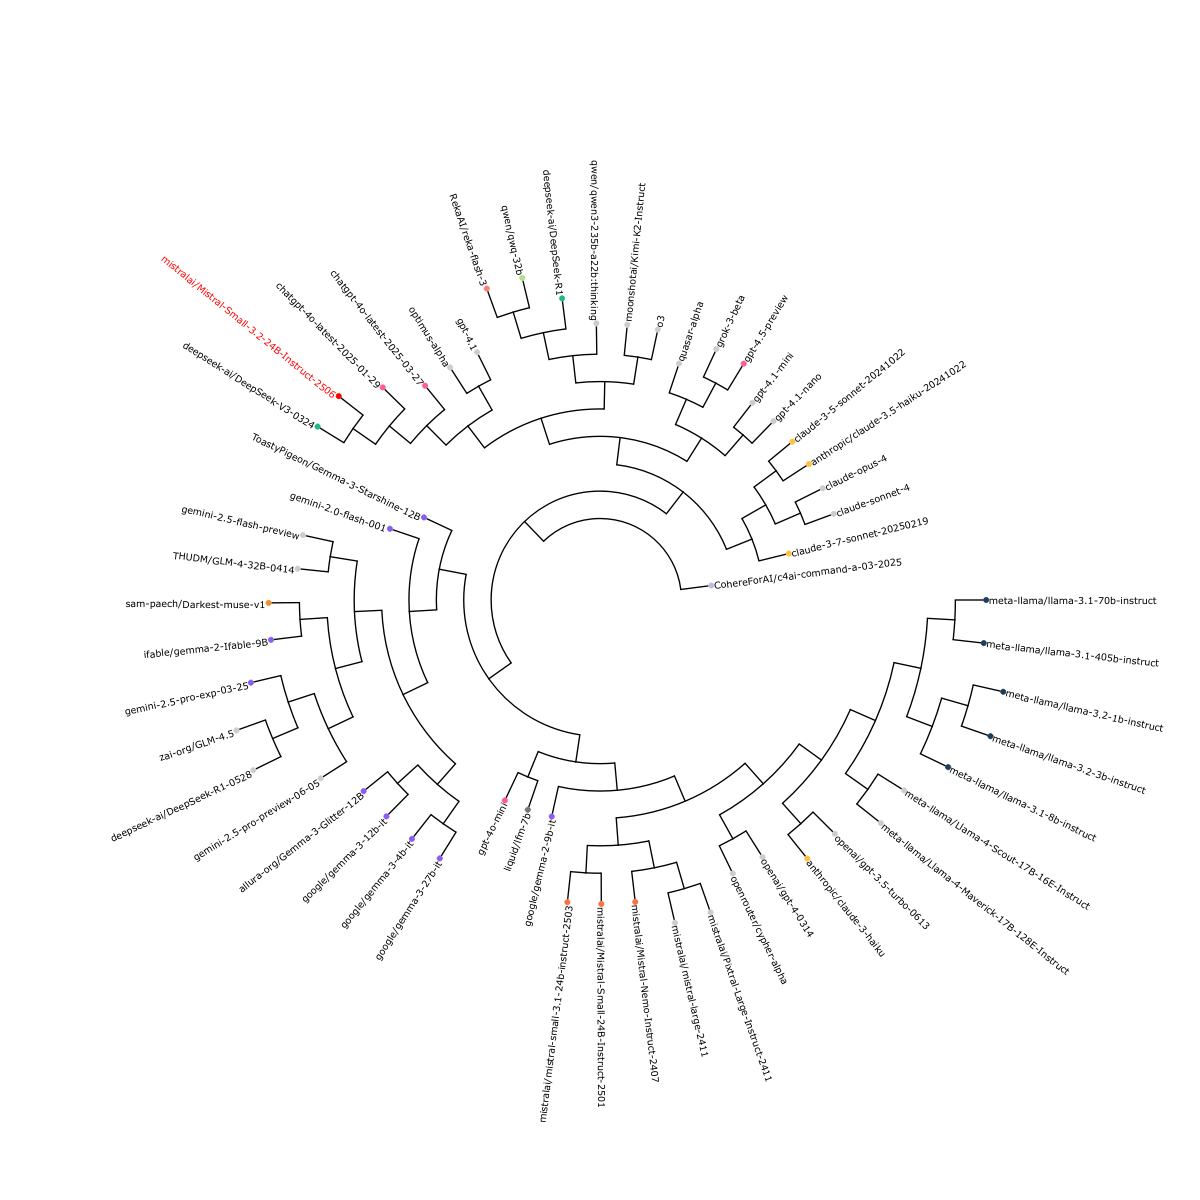 CohereForAI/c4ai-command-a-03-2025
claude-3-7-sonnet-20250219
claude-sonnet-4
claude-opus-4
anthropic/claude-3.5-haiku-20241022
claude-3-5-sonnet-20241022
gpt-4.1-nano
gpt-4.1-mini
gpt-4.5-preview
grok-3-beta
quasar-alpha
o3
moonshotai/Kimi-K2-Instruct
qwen/qwen3-235b-a22b:thinking
deepseek-ai/DeepSeek-R1
qwen/qwq-32b
RekaAI/reka-flash-3
gpt-4.1
optimus-alpha
chatgpt-4o-latest-2025-03-27
chatgpt-4o-latest-2025-01-29
mistralai/Mistral-Small-3.2-24B-Instruct-2506
deepseek-ai/DeepSeek-V3-0324
ToastyPigeon/Gemma-3-Starshine-12B
gemini-2.0-flash-001
gemini-2.5-flash-preview
THUDM/GLM-4-32B-0414
sam-paech/Darkest-muse-v1
ifable/gemma-2-Ifable-9B
gemini-2.5-pro-exp-03-25
zai-org/GLM-4.5
deepseek-ai/DeepSeek-R1-0528
gemini-2.5-pro-preview-06-05
allura-org/Gemma-3-Glitter-12B
google/gemma-3-12b-it
google/gemma-3-4b-it
google/gemma-3-27b-it
gpt-4o-mini
liquid/lfm-7b
google/gemma-2-9b-it
mistralai/mistral-small-3.1-24b-instruct-2503
mistralai/Mistral-Small-24B-Instruct-2501
mistralai/Mistral-Nemo-Instruct-2407
mistralai/mistral-large-2411
mistralai/Pixtral-Large-Instruct-2411
openrouter/cypher-alpha
openai/gpt-4-0314
anthropic/claude-3-haiku
openai/gpt-3.5-turbo-0613
meta-llama/Llama-4-Maverick-17B-128E-Instruct
meta-llama/Llama-4-Scout-17B-16E-Instruct
meta-llama/llama-3.1-8b-instruct
meta-llama/llama-3.2-3b-instruct
meta-llama/llama-3.2-1b-instruct
meta-llama/llama-3.1-405b-instruct
meta-llama/llama-3.1-70b-instruct